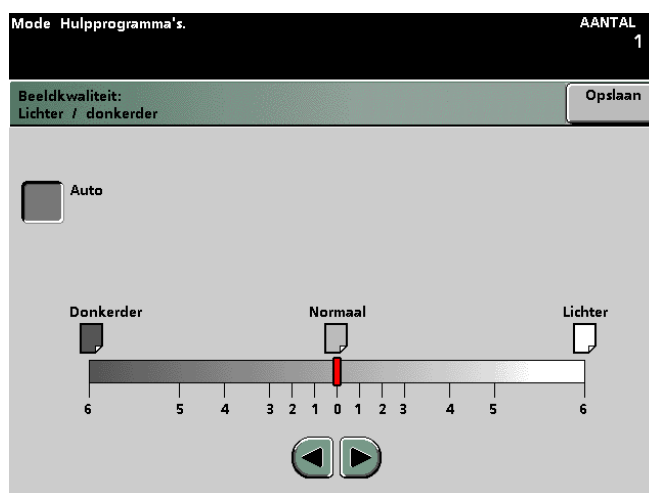 Mode Hulpprogramma's.
AANTAL
1
Beeldkwaliteit:
Lichter / donkerder
Opslaan
Auto
Donkerder Normaal Lichter
6 5 4 3 2 1 0 1 2 3 4 5 6